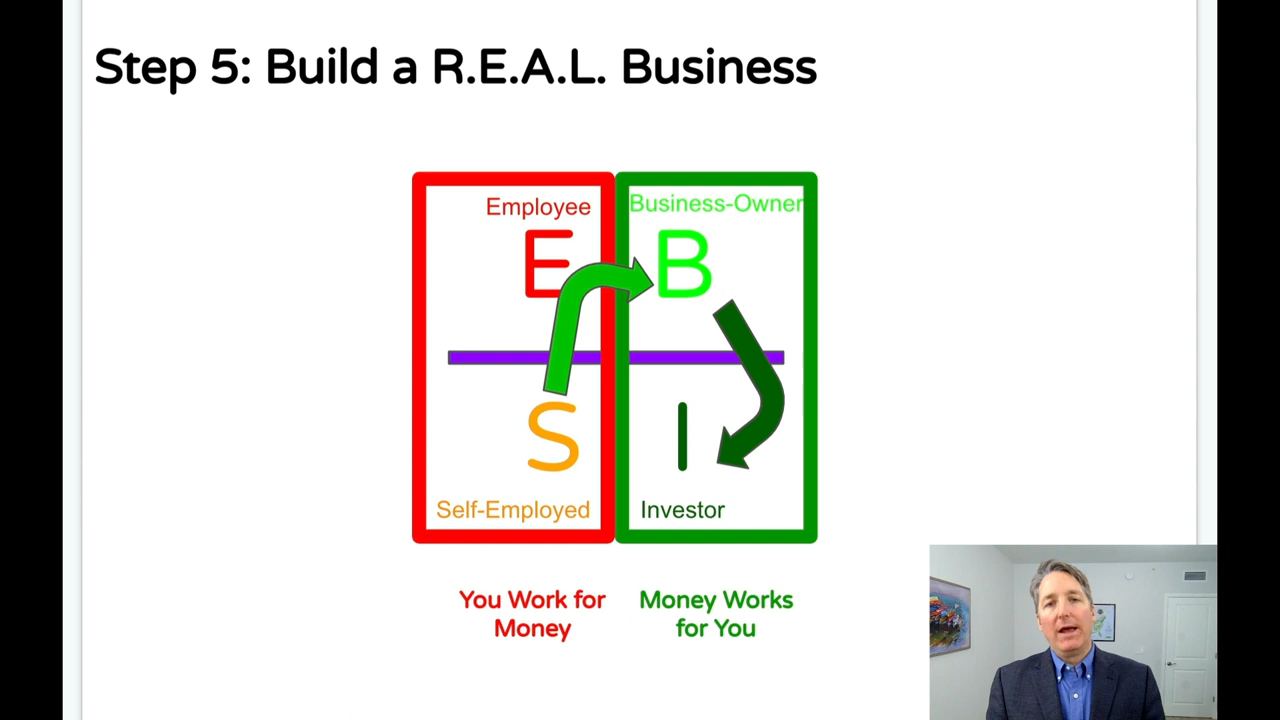 Step 5: Build a R.E.A.L. Business
Employee
Business-Owner
E
B
S
I
Self-Employed
Investor
You Work for
Money
Money Works
for You